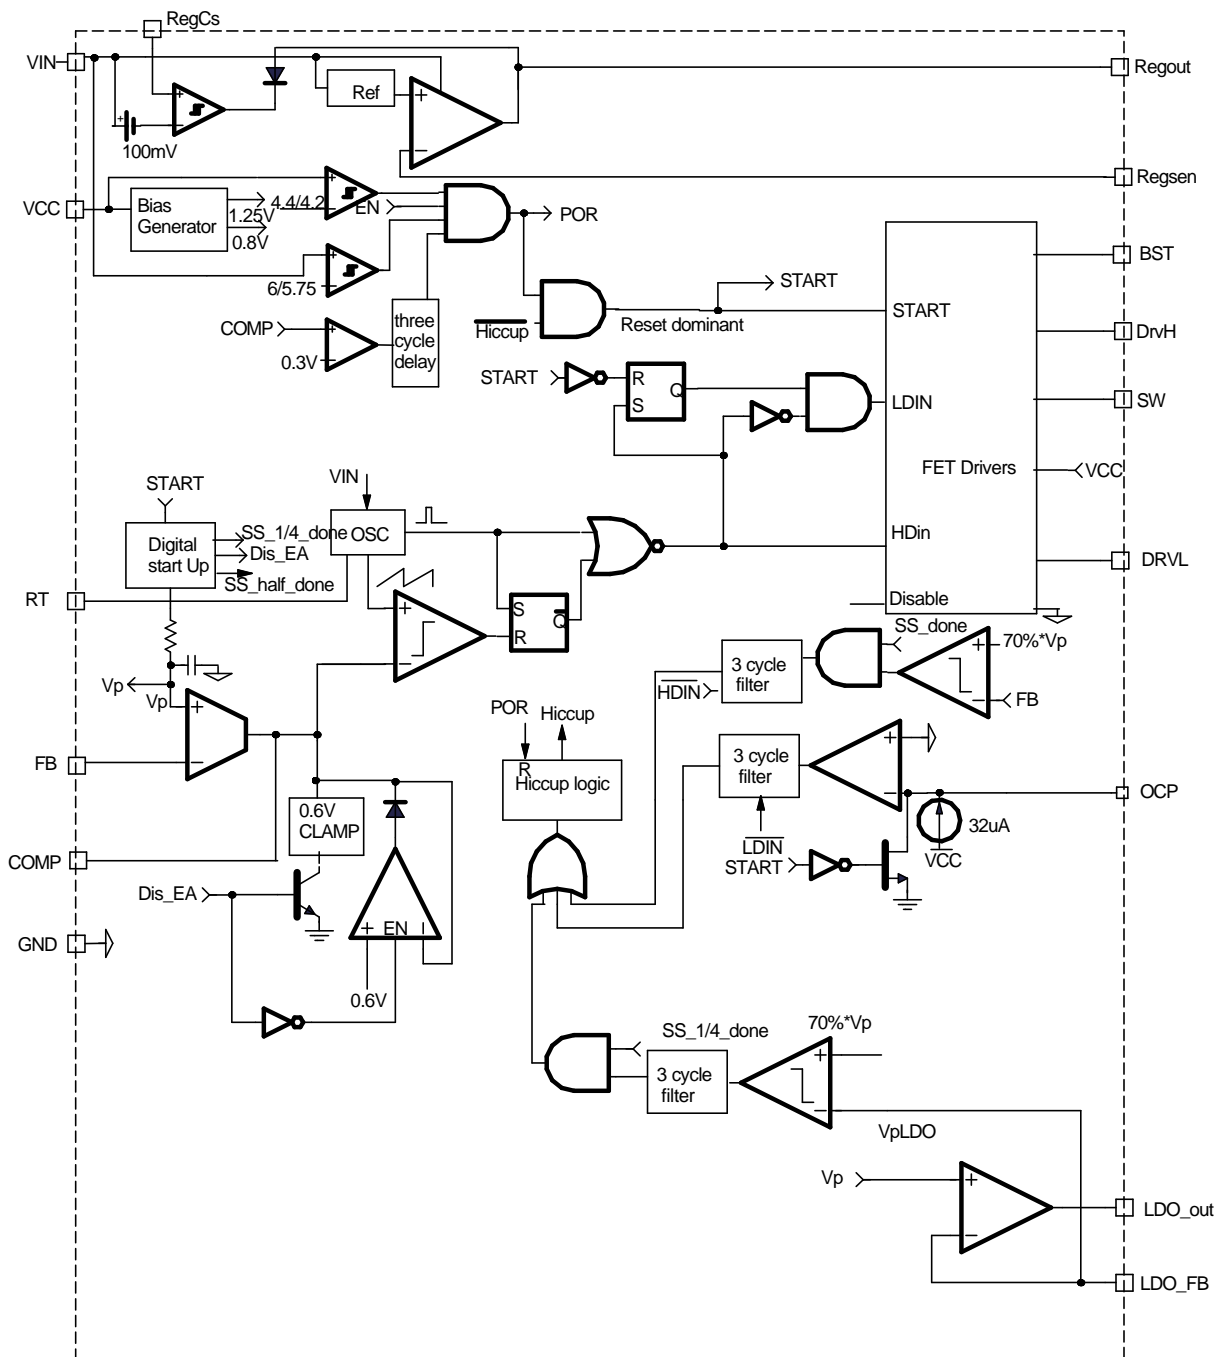 RegCs
VIN
Regout
Ref
+
+
−
+
−
100mV
Regsen
VCC
Bias
Generator
1.25V
0.8V
4.4/4.2
+
EN
POR
6/5.75
+
BST
START
START
COMP
+
0.3V
three
cycle
delay
Hiccup
Reset dominant
DrvH
START
R
S
Q
LDIN
SW
FET Drivers
VCC
VIN
START
Digital
start Up
SS_1/4_done
Dis_EA
SS_half_done
OSC
HDin
DRVL
RT
+
−
S
R
Q
Disable
SS_done
70%*Vp
+
−
FB
3 cycle
filter
HDIN
Vp
Vp
+
−
FB
POR
Hiccup
R
Hiccup logic
3 cycle
filter
+
−
OCP
32uA
VCC
0.6V
CLAMP
LDIN
START
COMP
Dis_EA
+ EN −
GND
0.6V
SS_1/4_done
70%*Vp
3 cycle
filter
+
−
VpLDO
Vp
+
−
LDO_out
LDO_FB